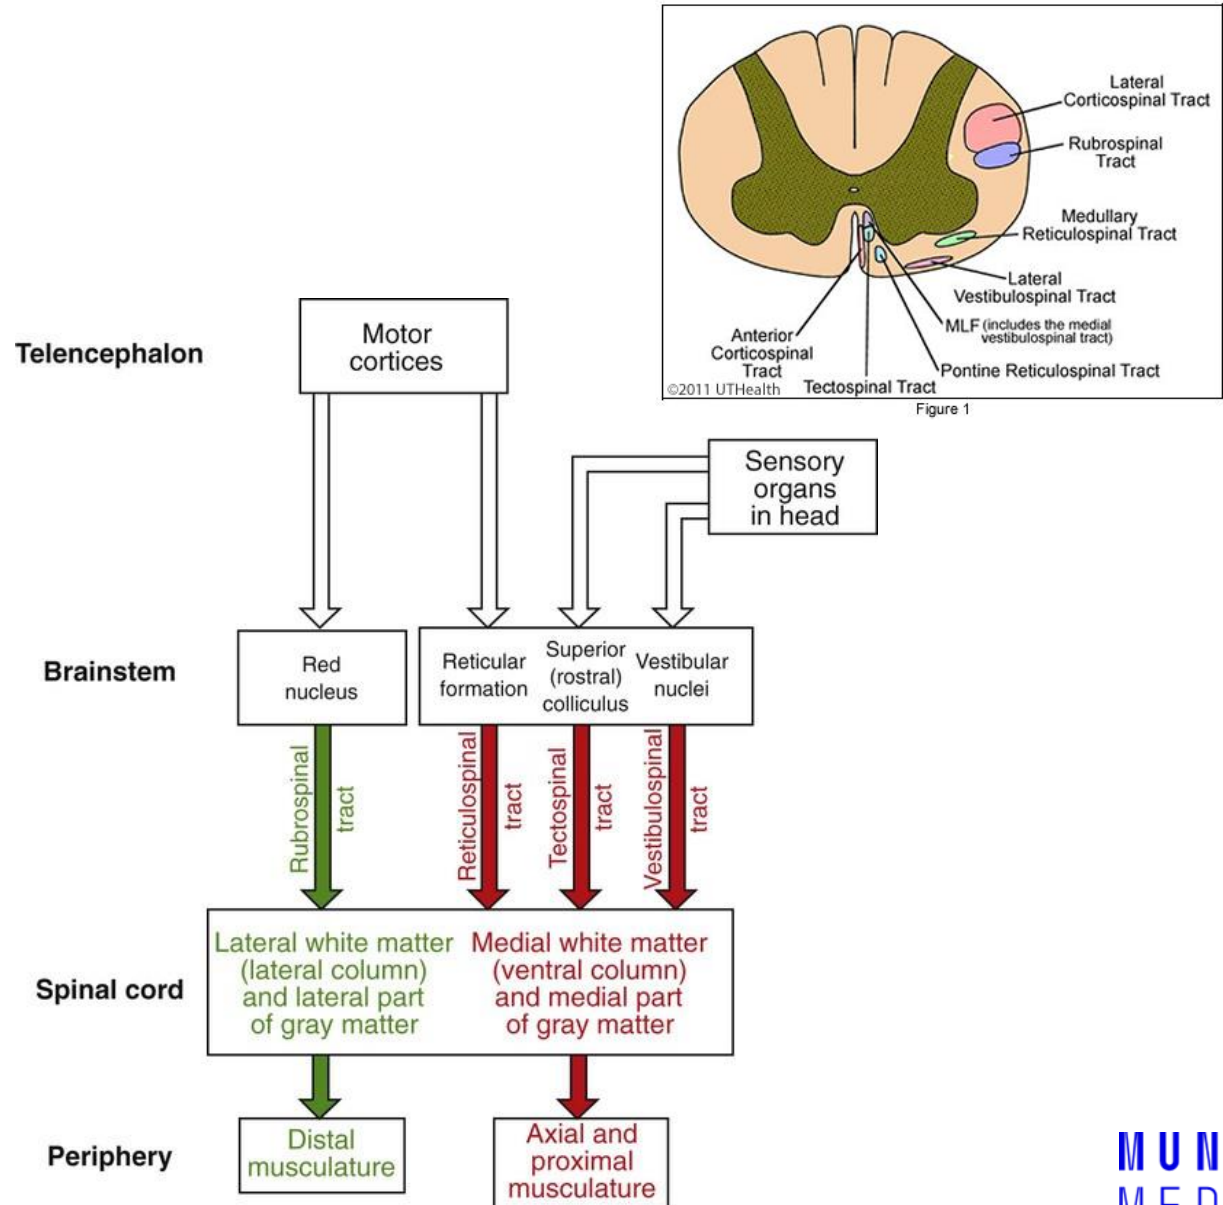 Lateral
Corticospinal Tract
Rubrospinal
Tract
Medullary
Reticulospinal Tract
Lateral
Vestibulospinal Tract
MLF (includes the medial
vestibulospinal tract)
Anterior
Corticospinal
Tract
Pontine Reticulospinal Tract
Tectospinal Tract
©2011 UTHealth
Figure 1
Telencephalon
Motor
cortices
Sensory
organs
in head
Brainstem
Red
nucleus
Reticular
formation
Superior
(rostral)
colliculus
Vestibular
nuclei
Rubrospinal
tract
Reticulospinal
tract
Tectospinal
tract
Vestibulospinal
tract
Spinal cord
Lateral white matter
(lateral column)
and lateral part
of gray matter
Medial white matter
(ventral column)
and medial part
of gray matter
Periphery
Distal
musculature
Axial and
proximal
musculature
MUN
MED